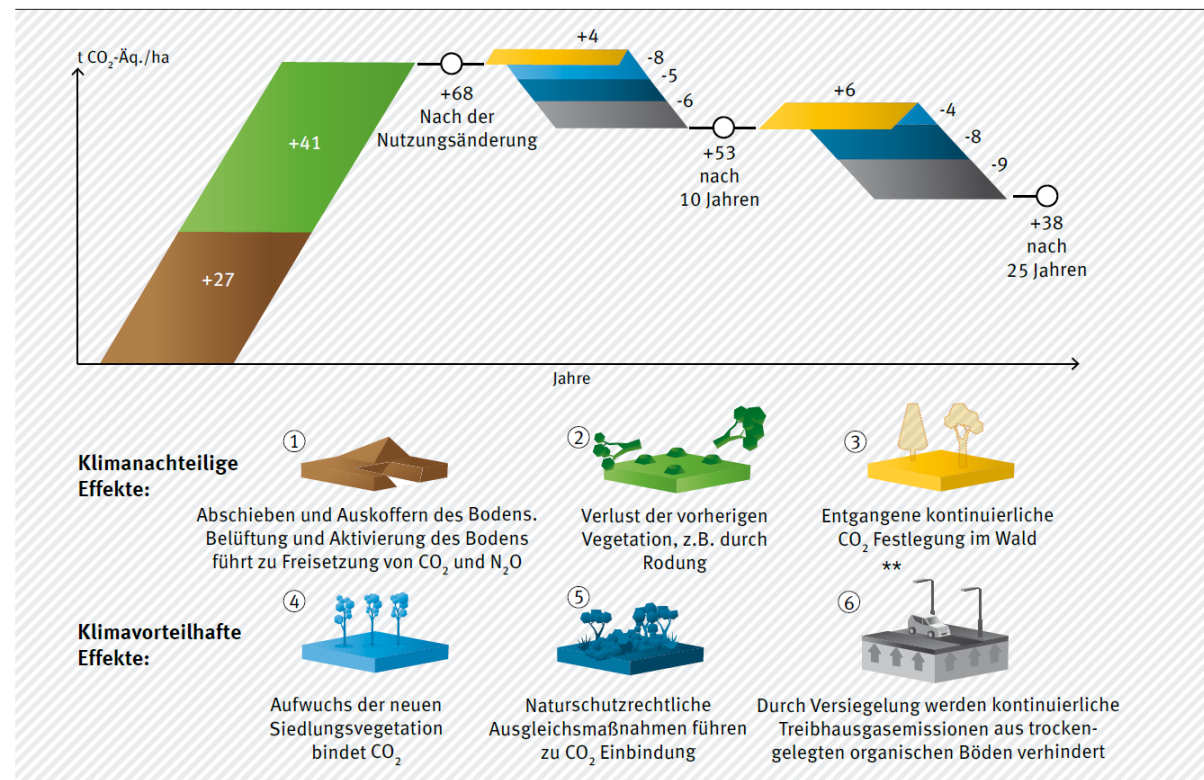 t CO₂-Äq./ha
+41
+27
+68
Nach der
Nutzungsänderung
+4
-8
-5
-6
+53
nach
10 Jahren
+6
-4
-8
-9
+38
nach
25 Jahren
Jahre
Klimanachteilige
Effekte:
1
Abschieben und Auskoffern des Bodens.
Belüftung und Aktivierung des Bodens
führt zu Freisetzung von CO₂ und N₂O
2
Verlust der vorherigen
Vegetation, z.B. durch
Rodung
3
Entgangene kontinuierliche
CO₂ Festlegung im Wald
**
Klimavorteilhafte
Effekte:
4
Aufwuchs der neuen
Siedlungsvegetation
bindet CO₂
5
Naturschutzrechtliche
Ausgleichsmaßnahmen führen
zu CO₂ Einbindung
6
Durch Versiegelung werden kontinuierliche
Treibhausgasemissionen aus trocken-
gelegten organischen Böden verhindert